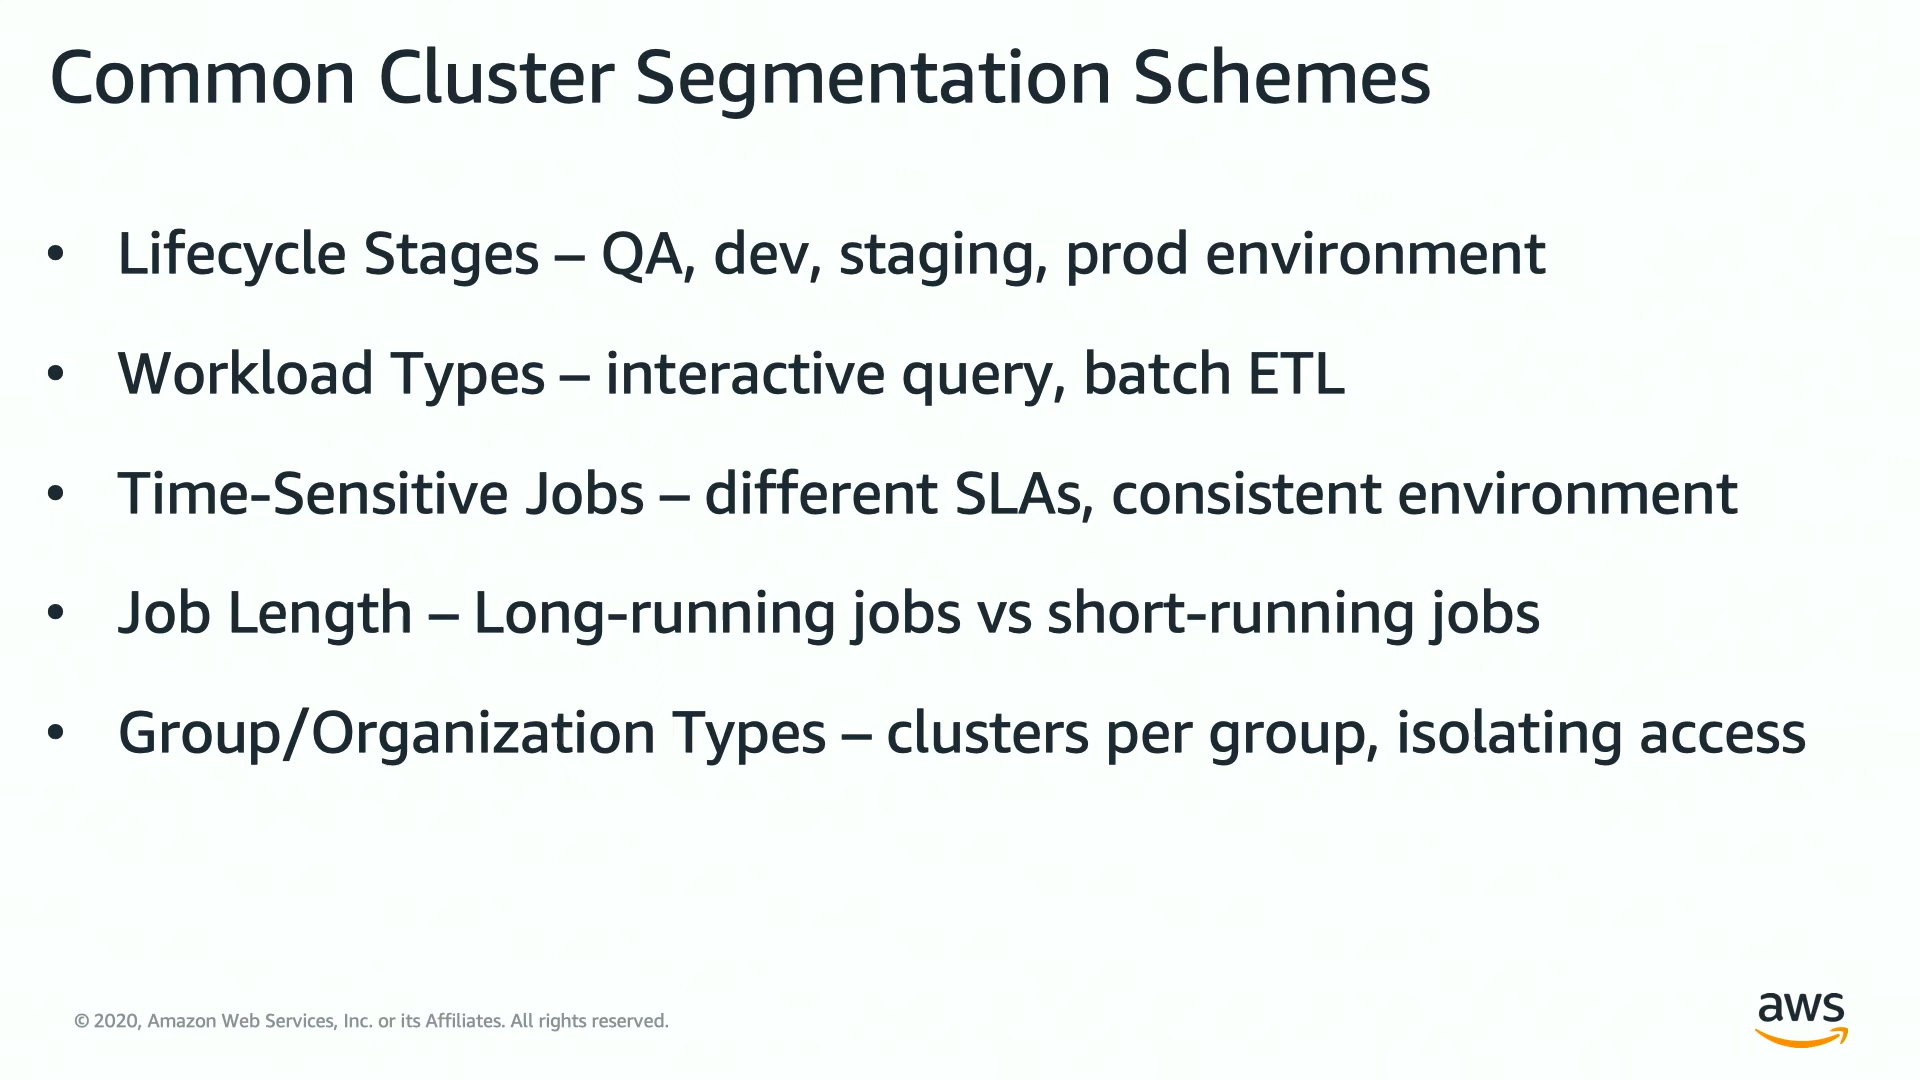 Common Cluster Segmentation Schemes
• Lifecycle Stages – QA, dev, staging, prod environment
• Workload Types – interactive query, batch ETL
• Time-Sensitive Jobs – different SLAs, consistent environment
• Job Length – Long-running jobs vs short-running jobs
• Group/Organization Types – clusters per group, isolating access
© 2020, Amazon Web Services, Inc. or its Affiliates. All rights reserved.
aws